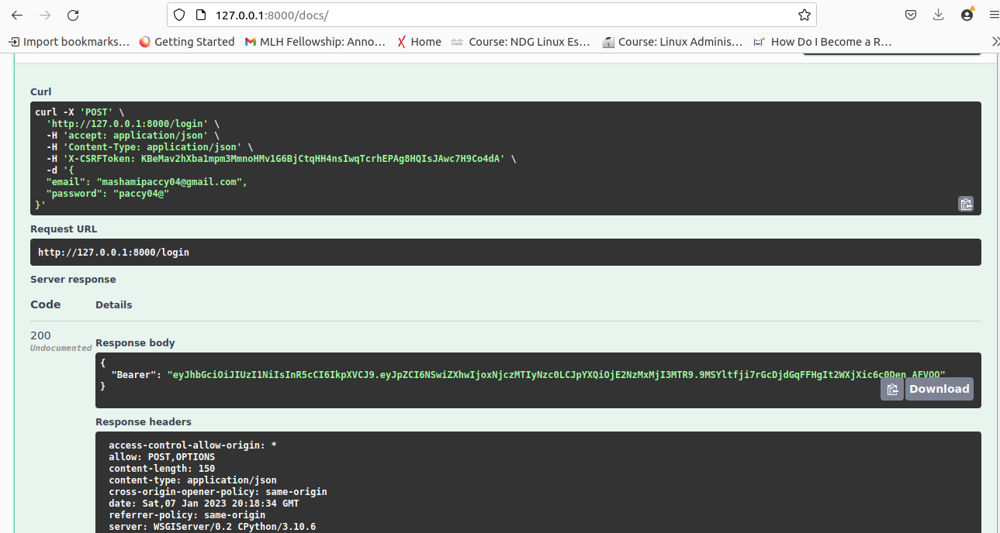 127.0.0.1:8000/docs/
Import bookmarks... Getting Started MLH Fellowship: Anno... Home Course: NDG Linux Es... Course: Linux Adminis... How Do I Become a R...
Curl
curl -X 'POST' \
'http://127.0.0.1:8000/login' \
-H 'accept: application/json' \
-H 'Content-Type: application/json' \
-H 'X-CSRFToken: KBeMav2hXba1mpm3MmnoHMv1G6BjCtqHH4nsIwqTcrhEPAg8HQIsJAwc7H9Co4dA' \
-d '{
"email": "mashamipaccy04@gmail.com",
"password": "paccy04@"
}'
Request URL
http://127.0.0.1:8000/login
Server response
Code Details
200
Undocumented
Response body
{
"Bearer": "eyJhbGciOiJIUzI1NiIsInR5cCI6IkpXVCJ9.eyJpZCI6NSwiZXhwIjoxNjczMTIyNzc0LCJpYXQiOjE2NzMxMjI3MTR9.9MSYltfji7rGcDjdGqFFHgIt2WXjXic6c0Den_AFVOQ"
}
Download
Response headers
access-control-allow-origin: *
allow: POST,OPTIONS
content-length: 150
content-type: application/json
cross-origin-opener-policy: same-origin
date: Sat,07 Jan 2023 20:18:34 GMT
referrer-policy: same-origin
server: WSGIServer/0.2 CPython/3.10.6